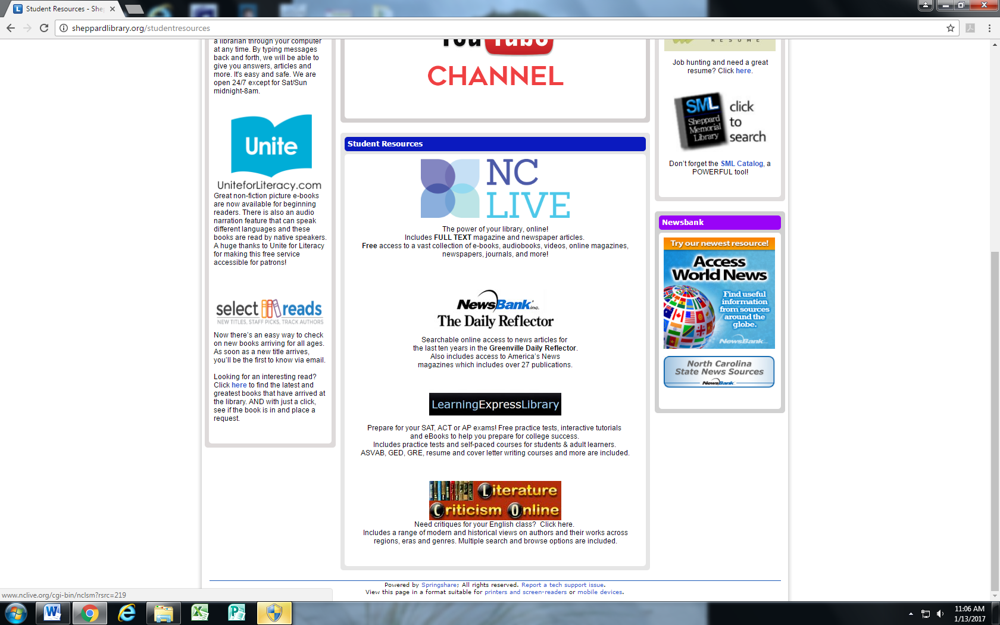 Student Resources - She
sheppardlibrary.org/studentresources
a librarian through your computer
at any time. By typing messages
back and forth, we will be able to
give you answers, articles and
more. It's easy and safe. We are
open 24/7 except for Sat/Sun
midnight-8am.
Unite
UniteforLiteracy.com
Great non-fiction picture e-books
are now available for beginning
readers. There is also an audio
narration feature that can speak
different languages and these
books are read by native speakers.
A huge thanks to Unite for Literacy
for making this free service
accessible for patrons!
select reads
NEW TITLES, STAFF PICKS, TRACK AUTHORS
Now there's an easy way to check
on new books arriving for all ages.
As soon as a new title arrives,
you'll be the first to know via email.
Looking for an interesting read?
Click here to find the latest and
greatest books that have arrived at
the library. AND with just a click,
see if the book is in and place a
request.
You Tube
CHANNEL
Student Resources
NC
LIVE
The power of your library, online!
Includes FULL TEXT magazine and newspaper articles.
Free access to a vast collection of e-books, audiobooks, videos, online magazines,
newspapers, journals, and more!
NewsBank inc.
The Daily Reflector
Searchable online access to news articles for
the last ten years in the Greenville Daily Reflector.
Also includes access to America's News
magazines which includes over 27 publications.
LearningExpressLibrary
Prepare for your SAT, ACT or AP exams! Free practice tests, interactive tutorials
and eBooks to help you prepare for college success.
Includes practice tests and self-paced courses for students & adult learners.
ASVAB, GED, GRE, resume and cover letter writing courses and more are included.
Literature
Criticism Online
Need critiques for your English class?  Click here.
Includes a range of modern and historical views on authors and their works across
regions, eras and genres. Multiple search and browse options are included.
RESUME
Job hunting and need a great
resume? Click here.
SML
Sheppard
Memorial
Library
click
to
search
Don't forget the SML Catalog, a
POWERFUL tool!
Newsbank
Try our newest resource!
Access
World News
Find useful
information
from sources
around the
globe.
NewsBank inc.
North Carolina
State News Sources
NewsBank
Powered by Springshare; All rights reserved. Report a tech support issue.
View this page in a format suitable for printers and screen-readers or mobile devices.
www.nclive.org/cgi-bin/nclsm?rsrc=219
11:06 AM
1/13/2017